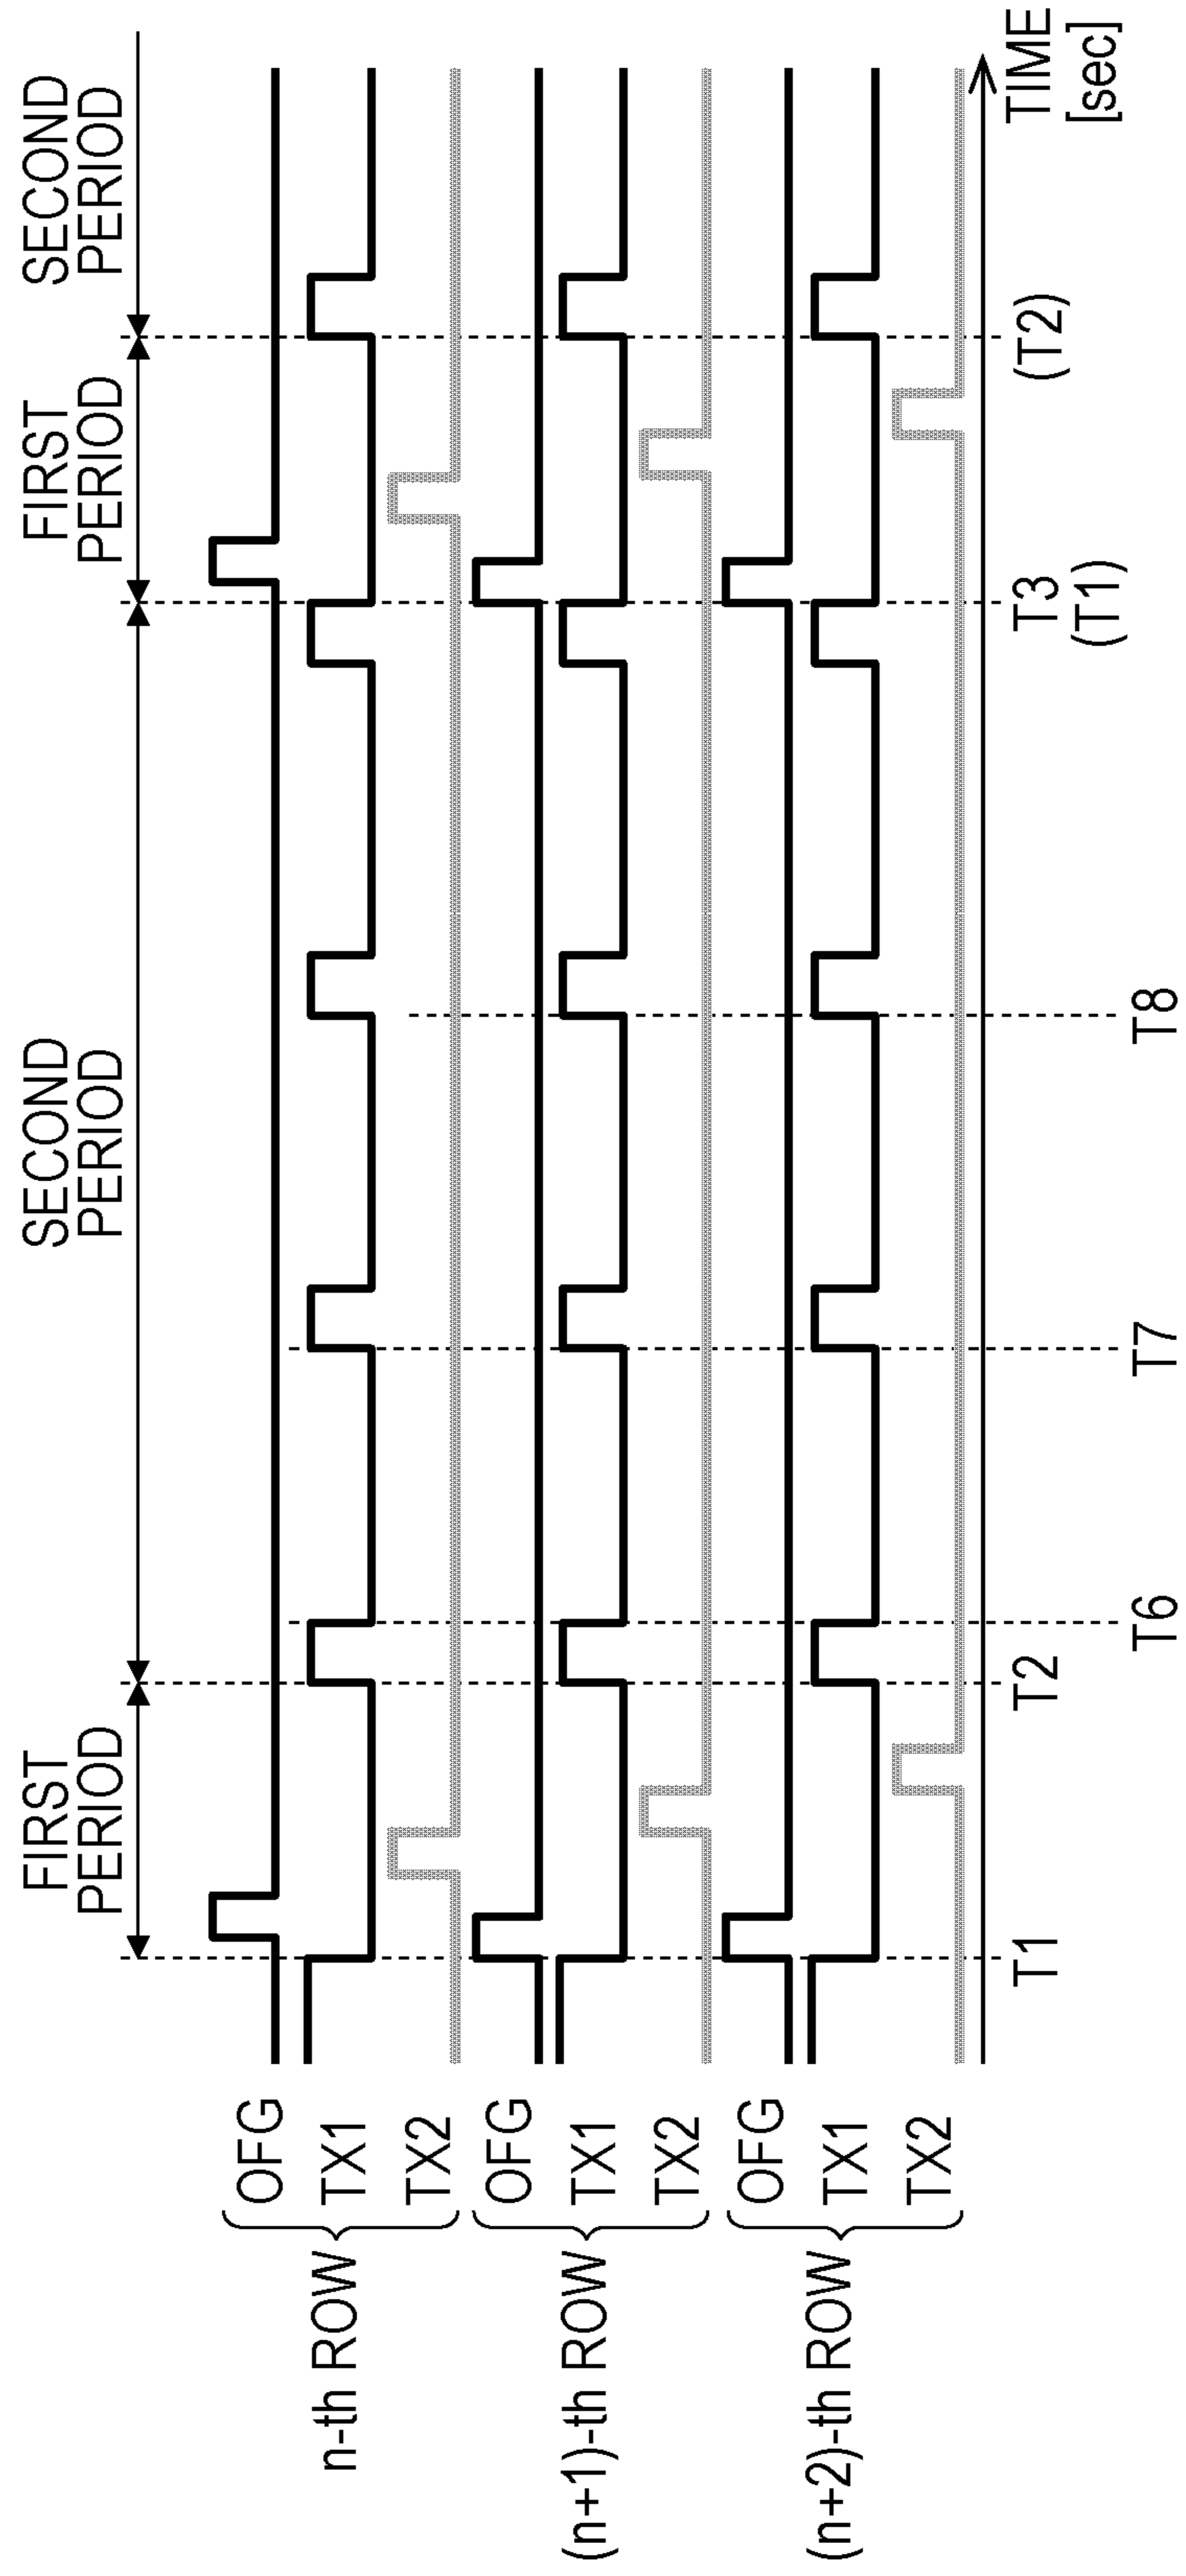 FIRST
PERIOD
SECOND
PERIOD
FIRST
PERIOD
SECOND
PERIOD
n-th ROW
OFG
TX1
TX2
(n+1)-th ROW
OFG
TX1
TX2
(n+2)-th ROW
OFG
TX1
TX2
T1
T2
T3
(T1)
(T2)
TIME
[sec]
T6
T7
T8